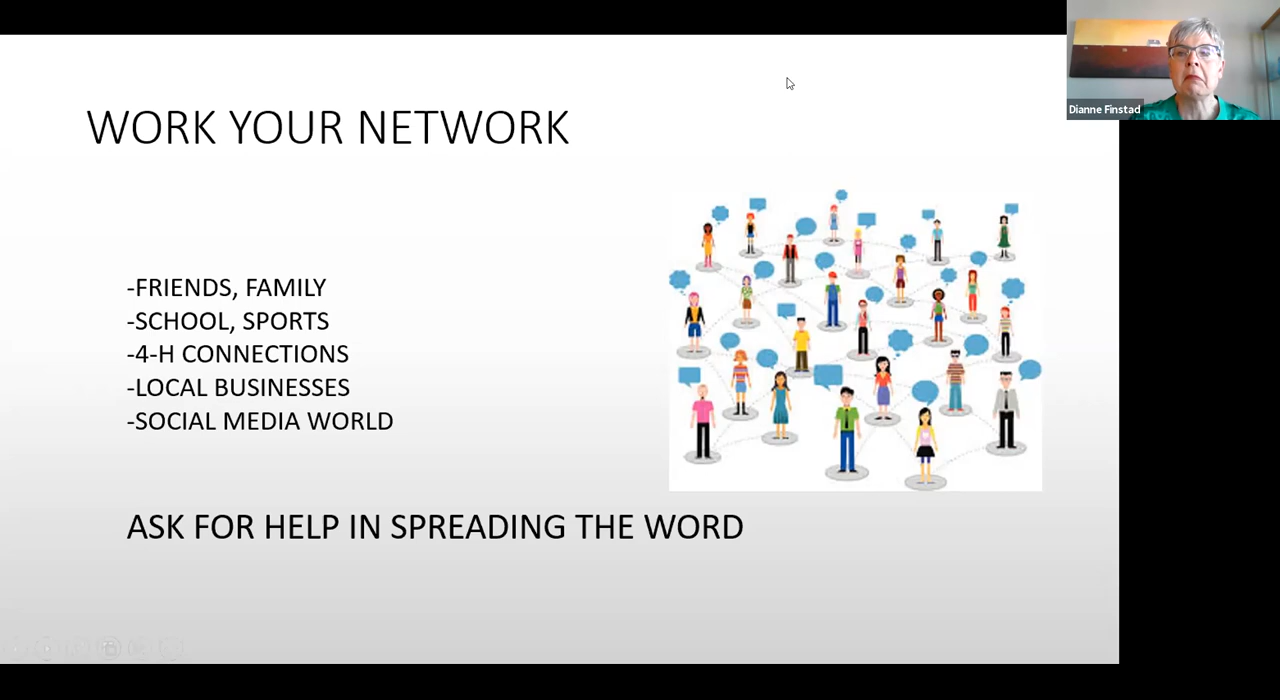 Dianne Finstad
WORK YOUR NETWORK
-FRIENDS, FAMILY
-SCHOOL, SPORTS
-4-H CONNECTIONS
-LOCAL BUSINESSES
-SOCIAL MEDIA WORLD
ASK FOR HELP IN SPREADING THE WORD